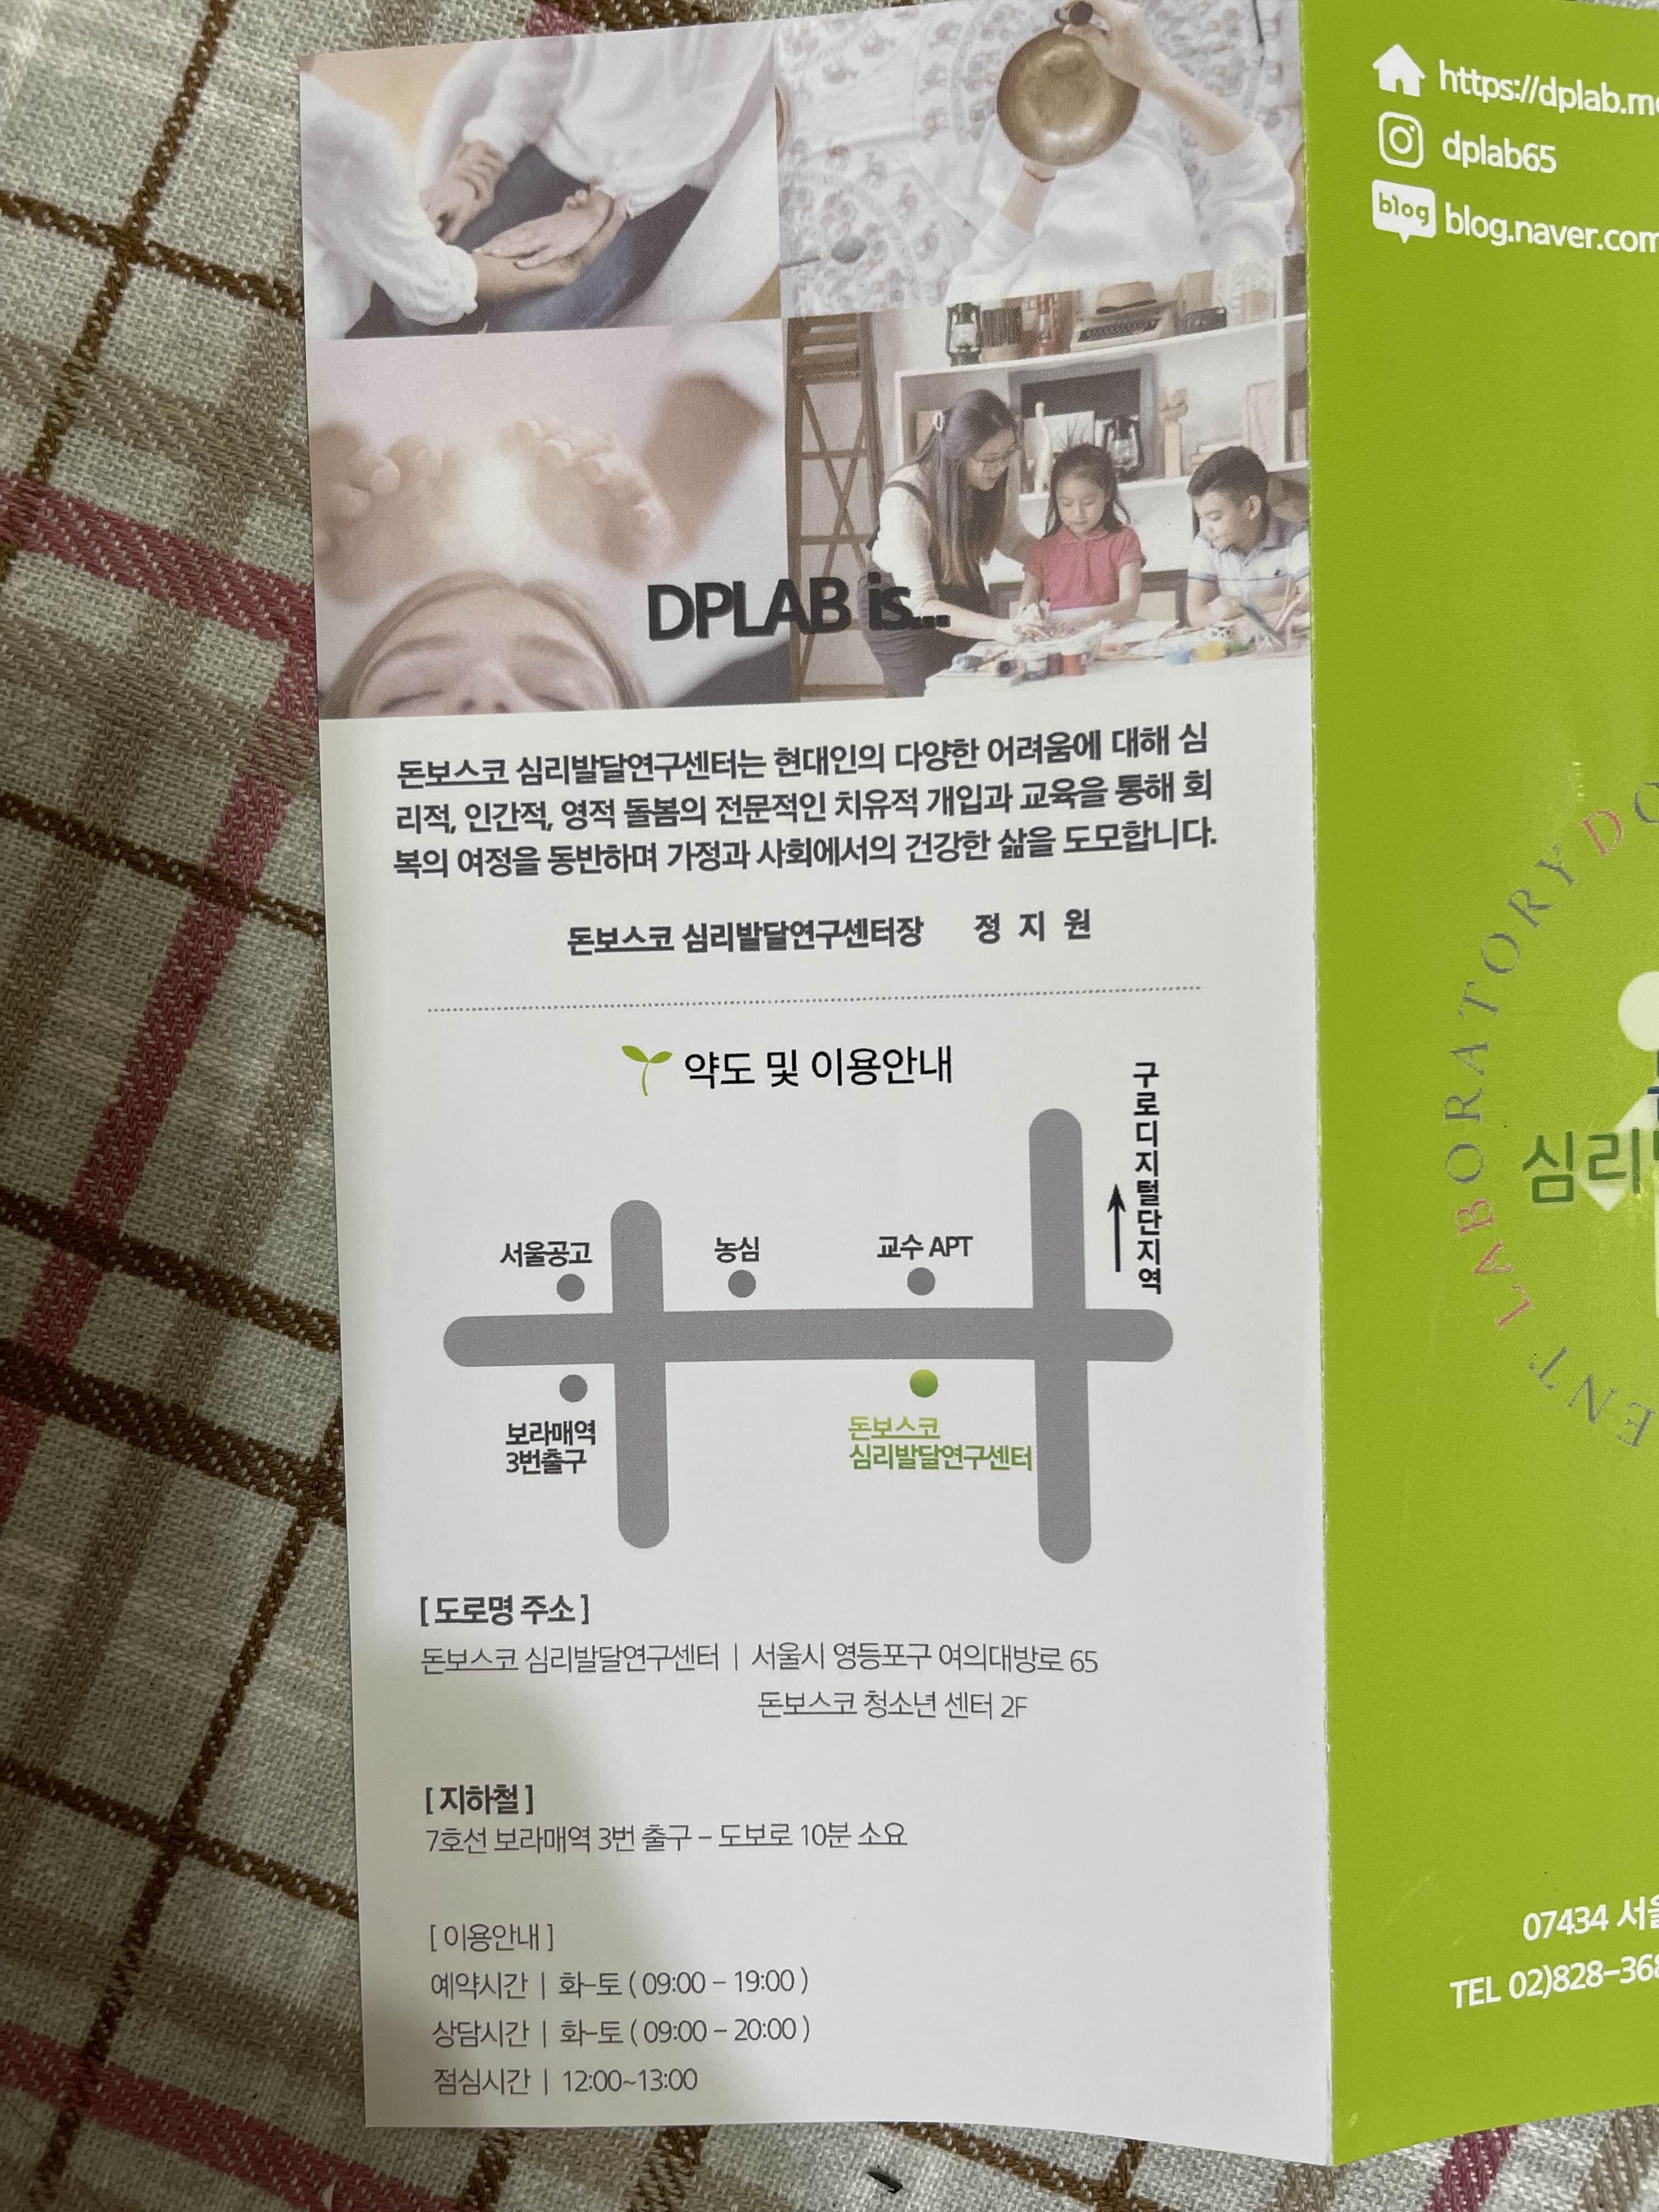 DPLAB is...
돈보스코 심리발달연구센터는 현대인의 다양한 어려움에 대해 심
리적, 인간적, 영적 돌봄의 전문적인 치유적 개입과 교육을 통해 회
복의 여정을 동반하며 가정과 사회에서의 건강한 삶을 도모합니다.
돈보스코 심리발달연구센터장 정 지 원
약도 및 이용안내
구로디지털단지역
서울공고
농심
교수 APT
보라매역
3번출구
돈보스코
심리발달연구센터
[ 도로명 주소 ]
돈보스코 심리발달연구센터 | 서울시 영등포구 여의대방로 65
돈보스코 청소년 센터 2F
[ 지하철 ]
7호선 보라매역 3번 출구 – 도보로 10분 소요
[ 이용안내 ]
예약시간 | 화–토 ( 09:00 – 19:00 )
상담시간 | 화–토 ( 09:00 – 20:00 )
점심시간 | 12:00~13:00
https://dplab.m
dplab65
blog
blog.naver.com
ENT LABORATORY DO
심리
07434 서울
TEL 02)828-368